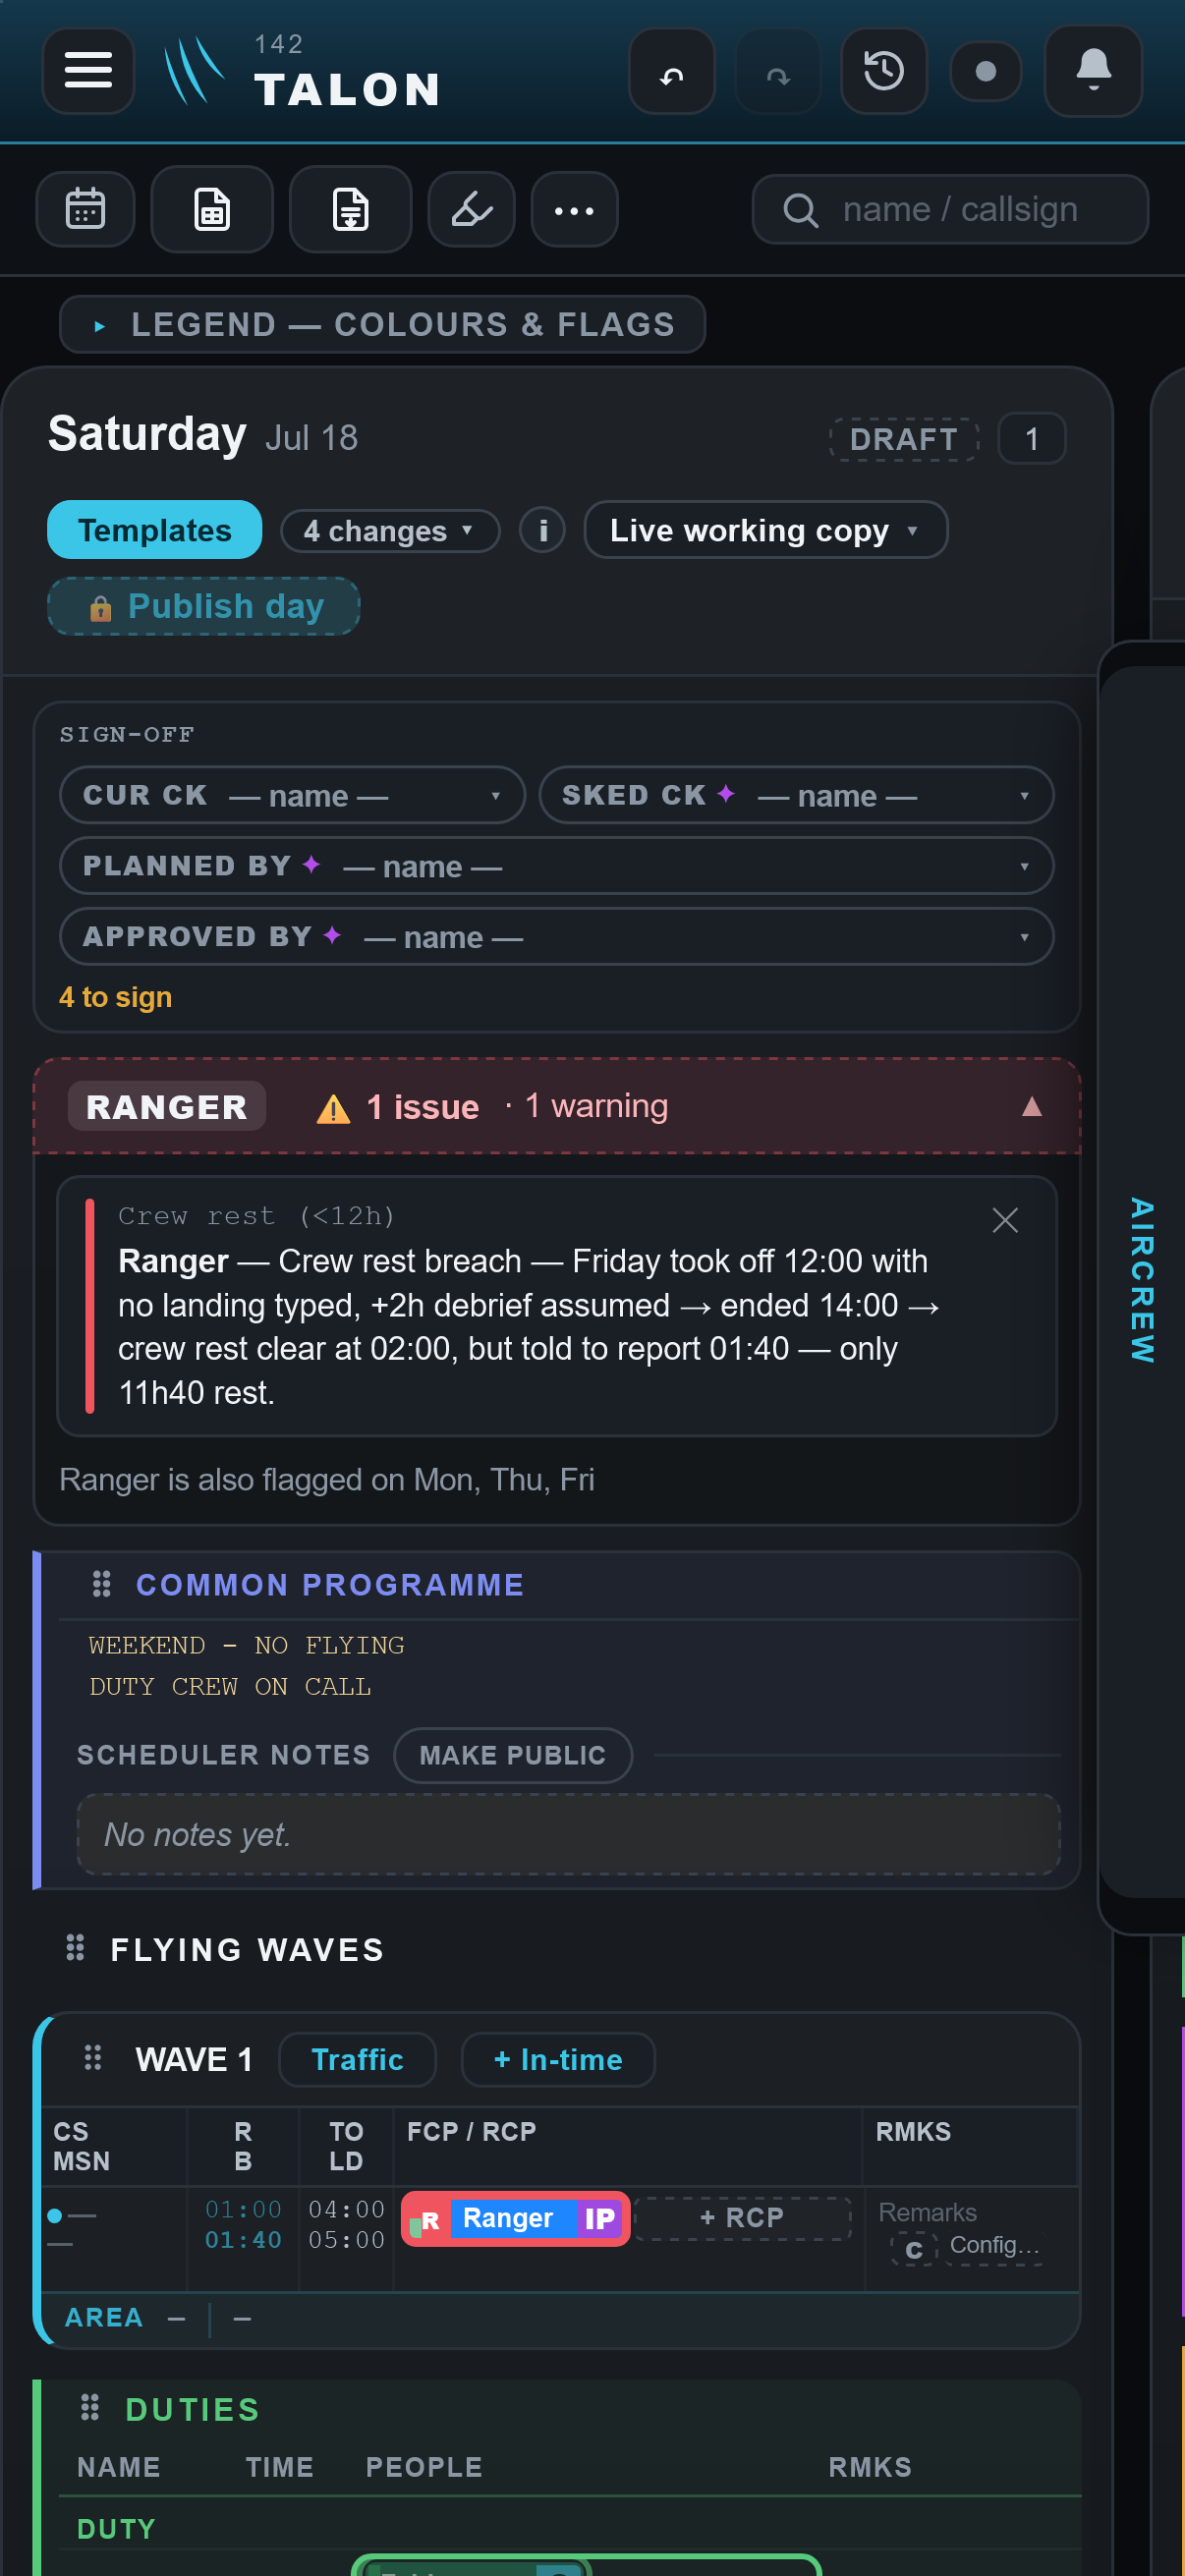 142
TALON
name / callsign
▸ LEGEND — COLOURS & FLAGS
Saturday Jul 18 DRAFT 1
Templates 4 changes ▾ i Live working copy ▾
Publish day
SIGN-OFF
CUR CK — name — ▾ SKED CK ✦ — name — ▾
PLANNED BY ✦ — name — ▾
APPROVED BY ✦ — name — ▾
4 to sign
RANGER ⚠ 1 issue · 1 warning ▲
Crew rest (<12h)
Ranger — Crew rest breach — Friday took off 12:00 with
no landing typed, +2h debrief assumed → ended 14:00 →
crew rest clear at 02:00, but told to report 01:40 — only
11h40 rest.
Ranger is also flagged on Mon, Thu, Fri
AIRCREW
COMMON PROGRAMME
WEEKEND - NO FLYING
DUTY CREW ON CALL
SCHEDULER NOTES MAKE PUBLIC
No notes yet.
FLYING WAVES
WAVE 1 Traffic + In-time
CS R TO FCP / RCP RMKS
MSN B LD
— 01:00 04:00 R Ranger IP + RCP Remarks
— 01:40 05:00 C Config…
AREA — | —
DUTIES
NAME TIME PEOPLE RMKS
DUTY